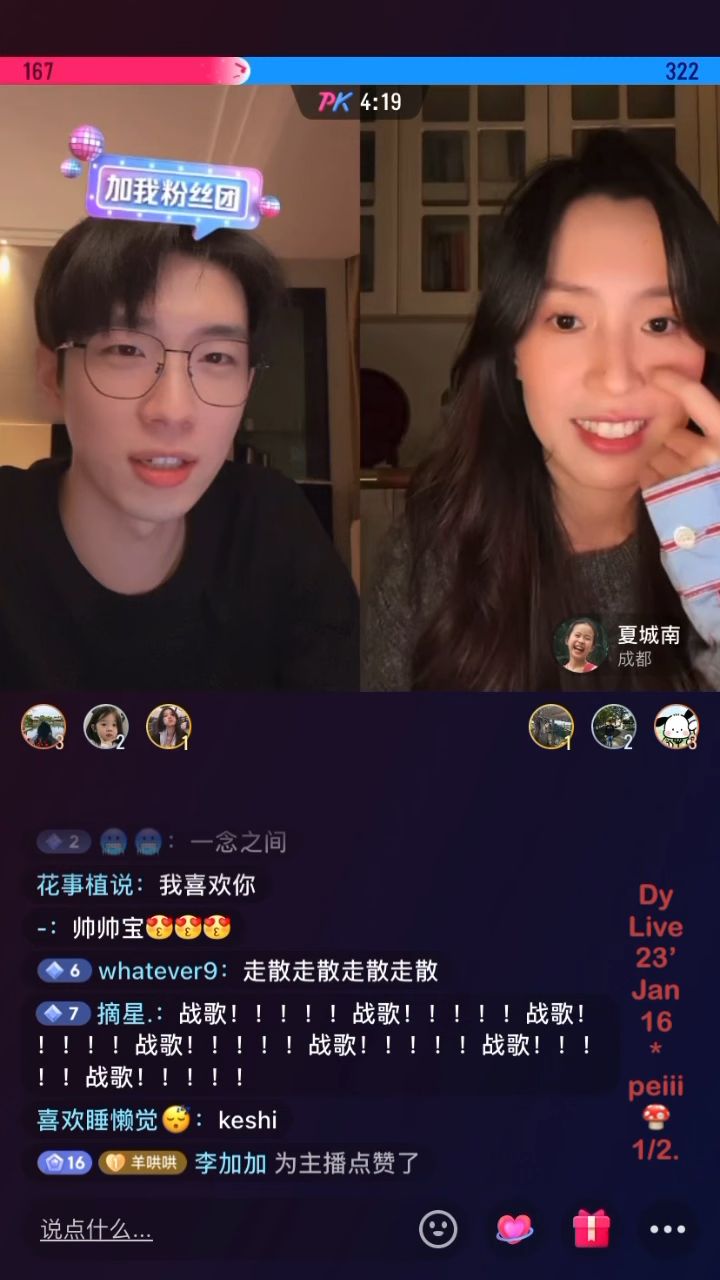 167
322
PK 4:19
加我粉丝团
夏城南
成都
3
2
1
1
2
3
2 🥶🥶：一念之间
花事植说：我喜欢你
-：帅帅宝😍😍😍
6 whatever9：走散走散走散走散
7 摘星.：战歌！！！！！战歌！！！！！战歌！
！！！！战歌！！！！！战歌！！！！！战歌！！！
！！战歌！！！！！
喜欢睡懒觉😴：keshi
16 羊哄哄 李加加 为主播点赞了
说点什么...
Dy
Live
23’
Jan
16
*
peiii
🍄
1/2.